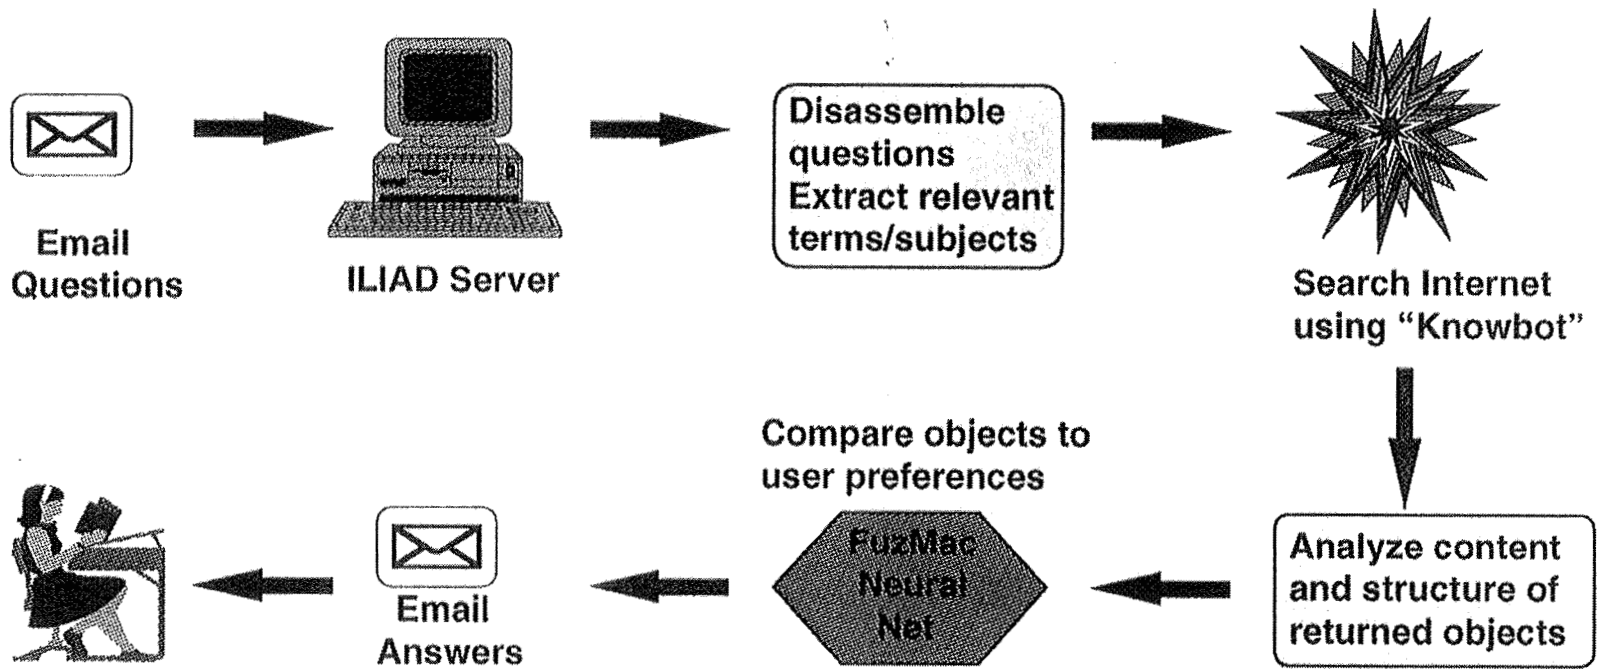 Email
Questions
ILIAD Server
Disassemble
questions
Extract relevant
terms/subjects
Search Internet
using “Knowbot”
Compare objects to
user preferences
FuzMac
Neural
Net
Analyze content
and structure of
returned objects
Email
Answers